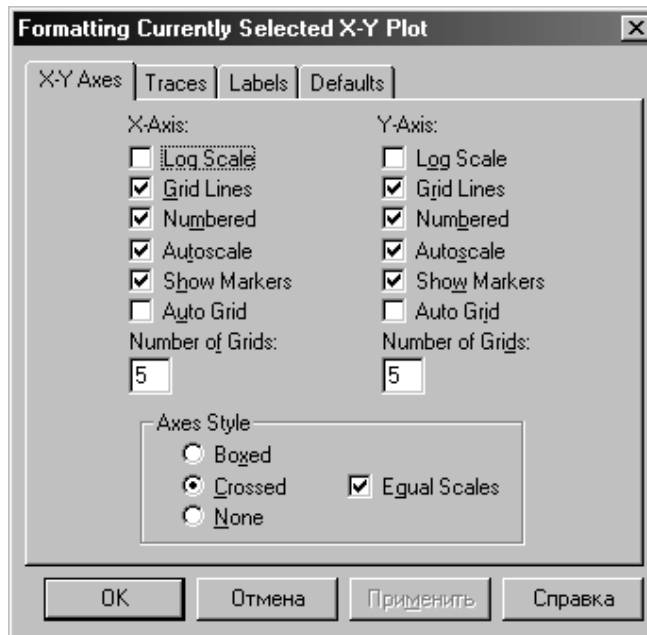 Formatting Currently Selected X-Y Plot
X-Y Axes Traces Labels Defaults
X-Axis: Y-Axis:
Log Scale Log Scale
Grid Lines Grid Lines
Numbered Numbered
Autoscale Autoscale
Show Markers Show Markers
Auto Grid Auto Grid
Number of Grids: Number of Grids:
5 5
Axes Style
Boxed
Crossed Equal Scales
None
OK Отмена Применить Справка